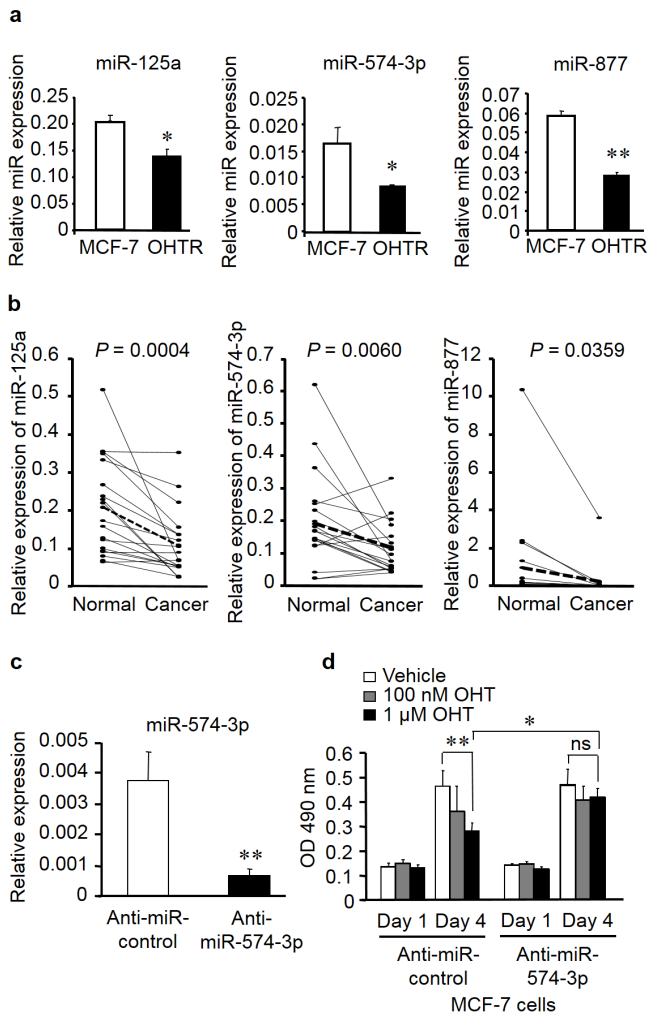 a
miR-125a
miR-574-3p
miR-877
Relative miR expression
0.25
0.20
0.15
0.10
0.05
0
*
MCF-7 OHTR
Relative miR expression
0.025
0.020
0.015
0.010
0.005
0
*
MCF-7 OHTR
Relative miR expression
0.07
0.06
0.05
0.04
0.03
0.02
0.01
0.00
**
MCF-7 OHTR
b
Relative expression of miR-125a
P = 0.0004
0.6
0.5
0.4
0.3
0.2
0.1
0
Normal Cancer
Relative expression of miR-574-3p
P = 0.0060
0.7
0.6
0.5
0.4
0.3
0.2
0.1
0
Normal Cancer
Relative expression of miR-877
P = 0.0359
12
10
8
6
4
2
0
Normal Cancer
c
miR-574-3p
Relative expression
0.005
0.004
0.003
0.002
0.001
0
**
Anti-miR-
control
Anti-
miR-574-3p
d
Vehicle
100 nM OHT
1 µM OHT
OD 490 nm
0.6
0.5
0.4
0.3
0.2
0.1
0
**
*
ns
Day 1 Day 4 Day 1 Day 4
Anti-miR-
control
Anti-miR-
574-3p
MCF-7 cells